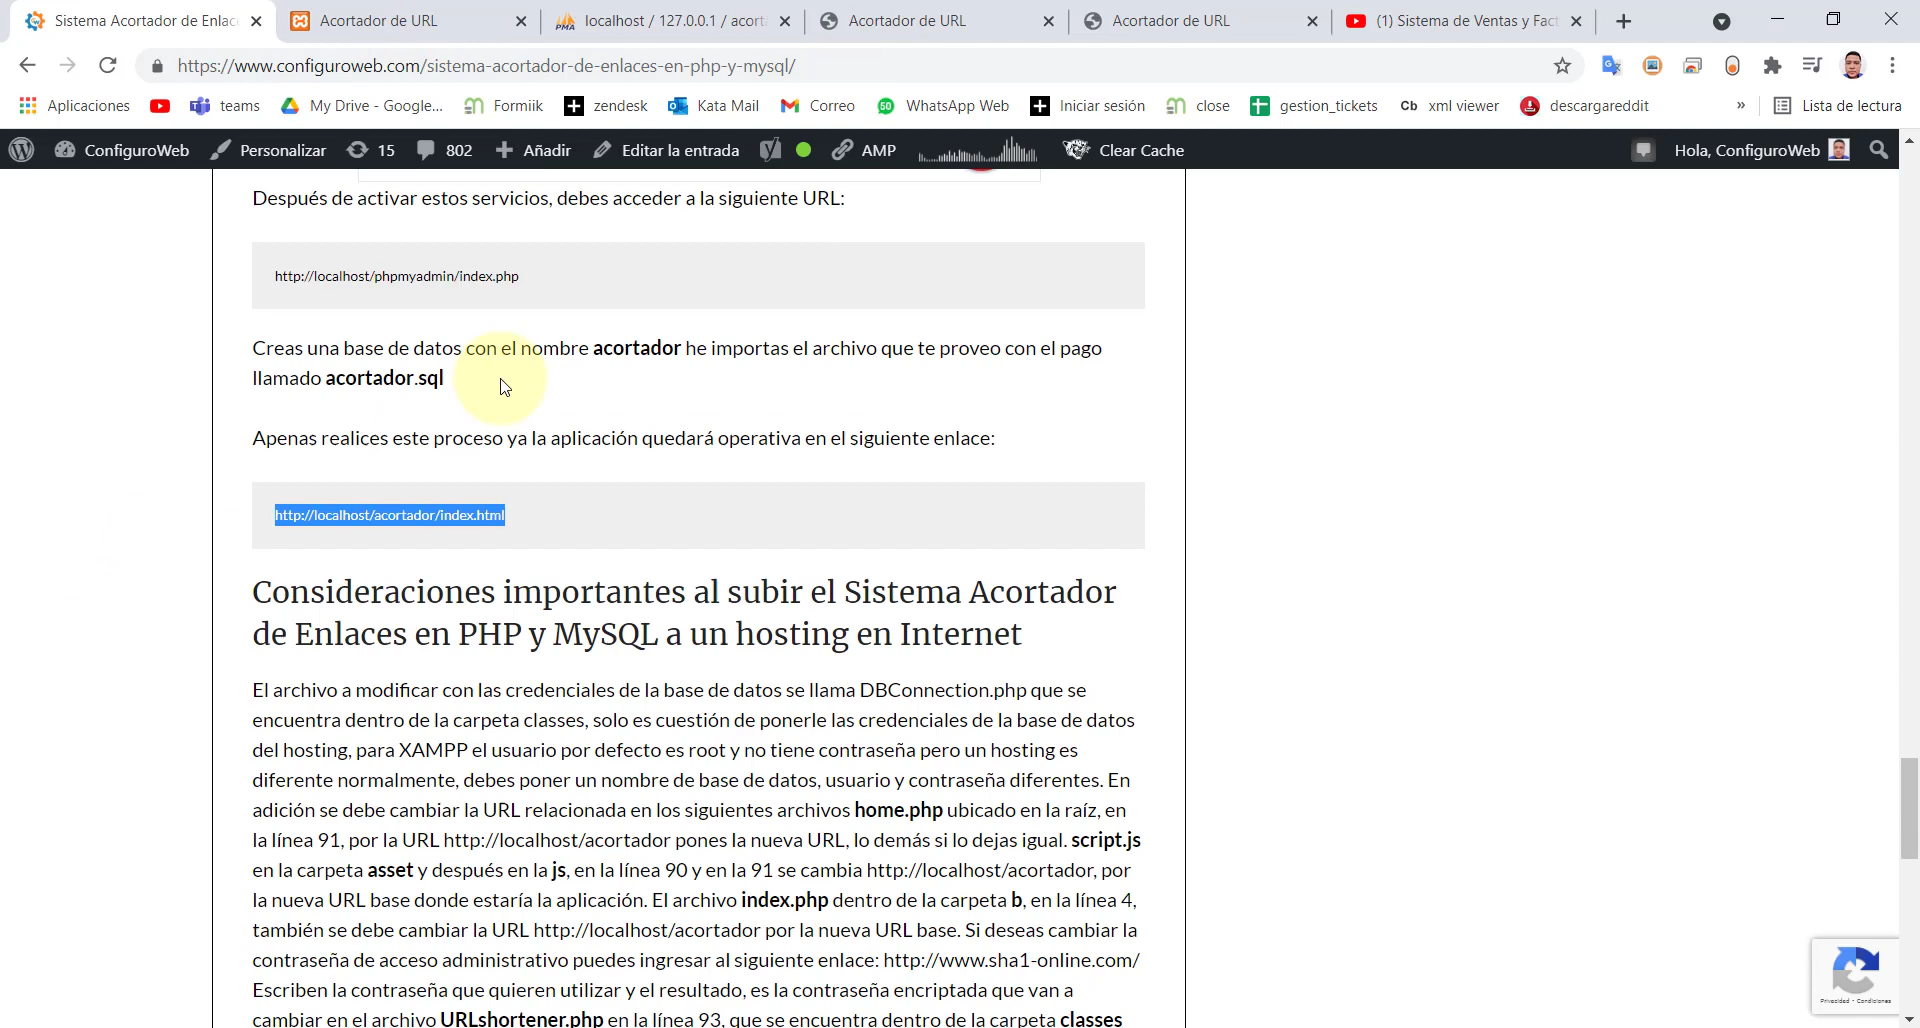 Sistema Acortador de Enlac
Acortador de URL
localhost / 127.0.0.1 / acort
Acortador de URL
Acortador de URL
(1) Sistema de Ventas y Fact
https://www.configuroweb.com/sistema-acortador-de-enlaces-en-php-y-mysql/
Aplicaciones
teams
My Drive - Google...
Formiik
zendesk
Kata Mail
Correo
WhatsApp Web
Iniciar sesión
close
gestion_tickets
Cb xml viewer
descargareddit
»
Lista de lectura
ConfiguroWeb
Personalizar
15
802
Añadir
Editar la entrada
AMP
Clear Cache
Hola, ConfiguroWeb
Después de activar estos servicios, debes acceder a la siguiente URL:
http://localhost/phpmyadmin/index.php
Creas una base de datos con el nombre acortador he importas el archivo que te proveo con el pago
llamado acortador.sql
Apenas realices este proceso ya la aplicación quedará operativa en el siguiente enlace:
http://localhost/acortador/index.html
Consideraciones importantes al subir el Sistema Acortador
de Enlaces en PHP y MySQL a un hosting en Internet
El archivo a modificar con las credenciales de la base de datos se llama DBConnection.php que se
encuentra dentro de la carpeta classes, solo es cuestión de ponerle las credenciales de la base de datos
del hosting, para XAMPP el usuario por defecto es root y no tiene contraseña pero un hosting es
diferente normalmente, debes poner un nombre de base de datos, usuario y contraseña diferentes. En
adición se debe cambiar la URL relacionada en los siguientes archivos home.php ubicado en la raíz, en
la línea 91, por la URL http://localhost/acortador pones la nueva URL, lo demás si lo dejas igual. script.js
en la carpeta asset y después en la js, en la línea 90 y en la 91 se cambia http://localhost/acortador, por
la nueva URL base donde estaría la aplicación. El archivo index.php dentro de la carpeta b, en la línea 4,
también se debe cambiar la URL http://localhost/acortador por la nueva URL base. Si deseas cambiar la
contraseña de acceso administrativo puedes ingresar al siguiente enlace: http://www.sha1-online.com/
Escriben la contraseña que quieren utilizar y el resultado, es la contraseña encriptada que van a
cambiar en el archivo URLshortener.php en la línea 93, que se encuentra dentro de la carpeta classes
Privacidad - Condiciones